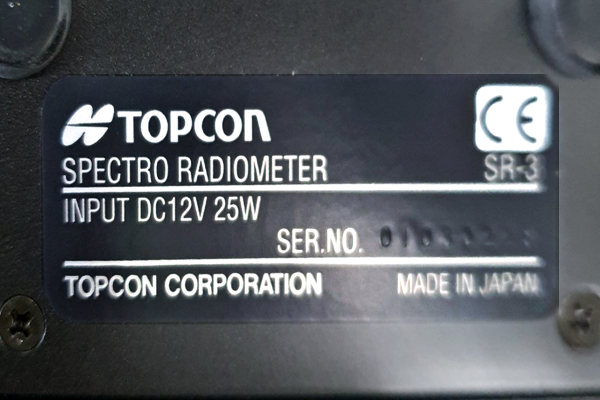 TOPCON
CE
SPECTRO RADIOMETER SR-3
INPUT DC12V 25W
SER.NO.
TOPCON CORPORATION MADE IN JAPAN